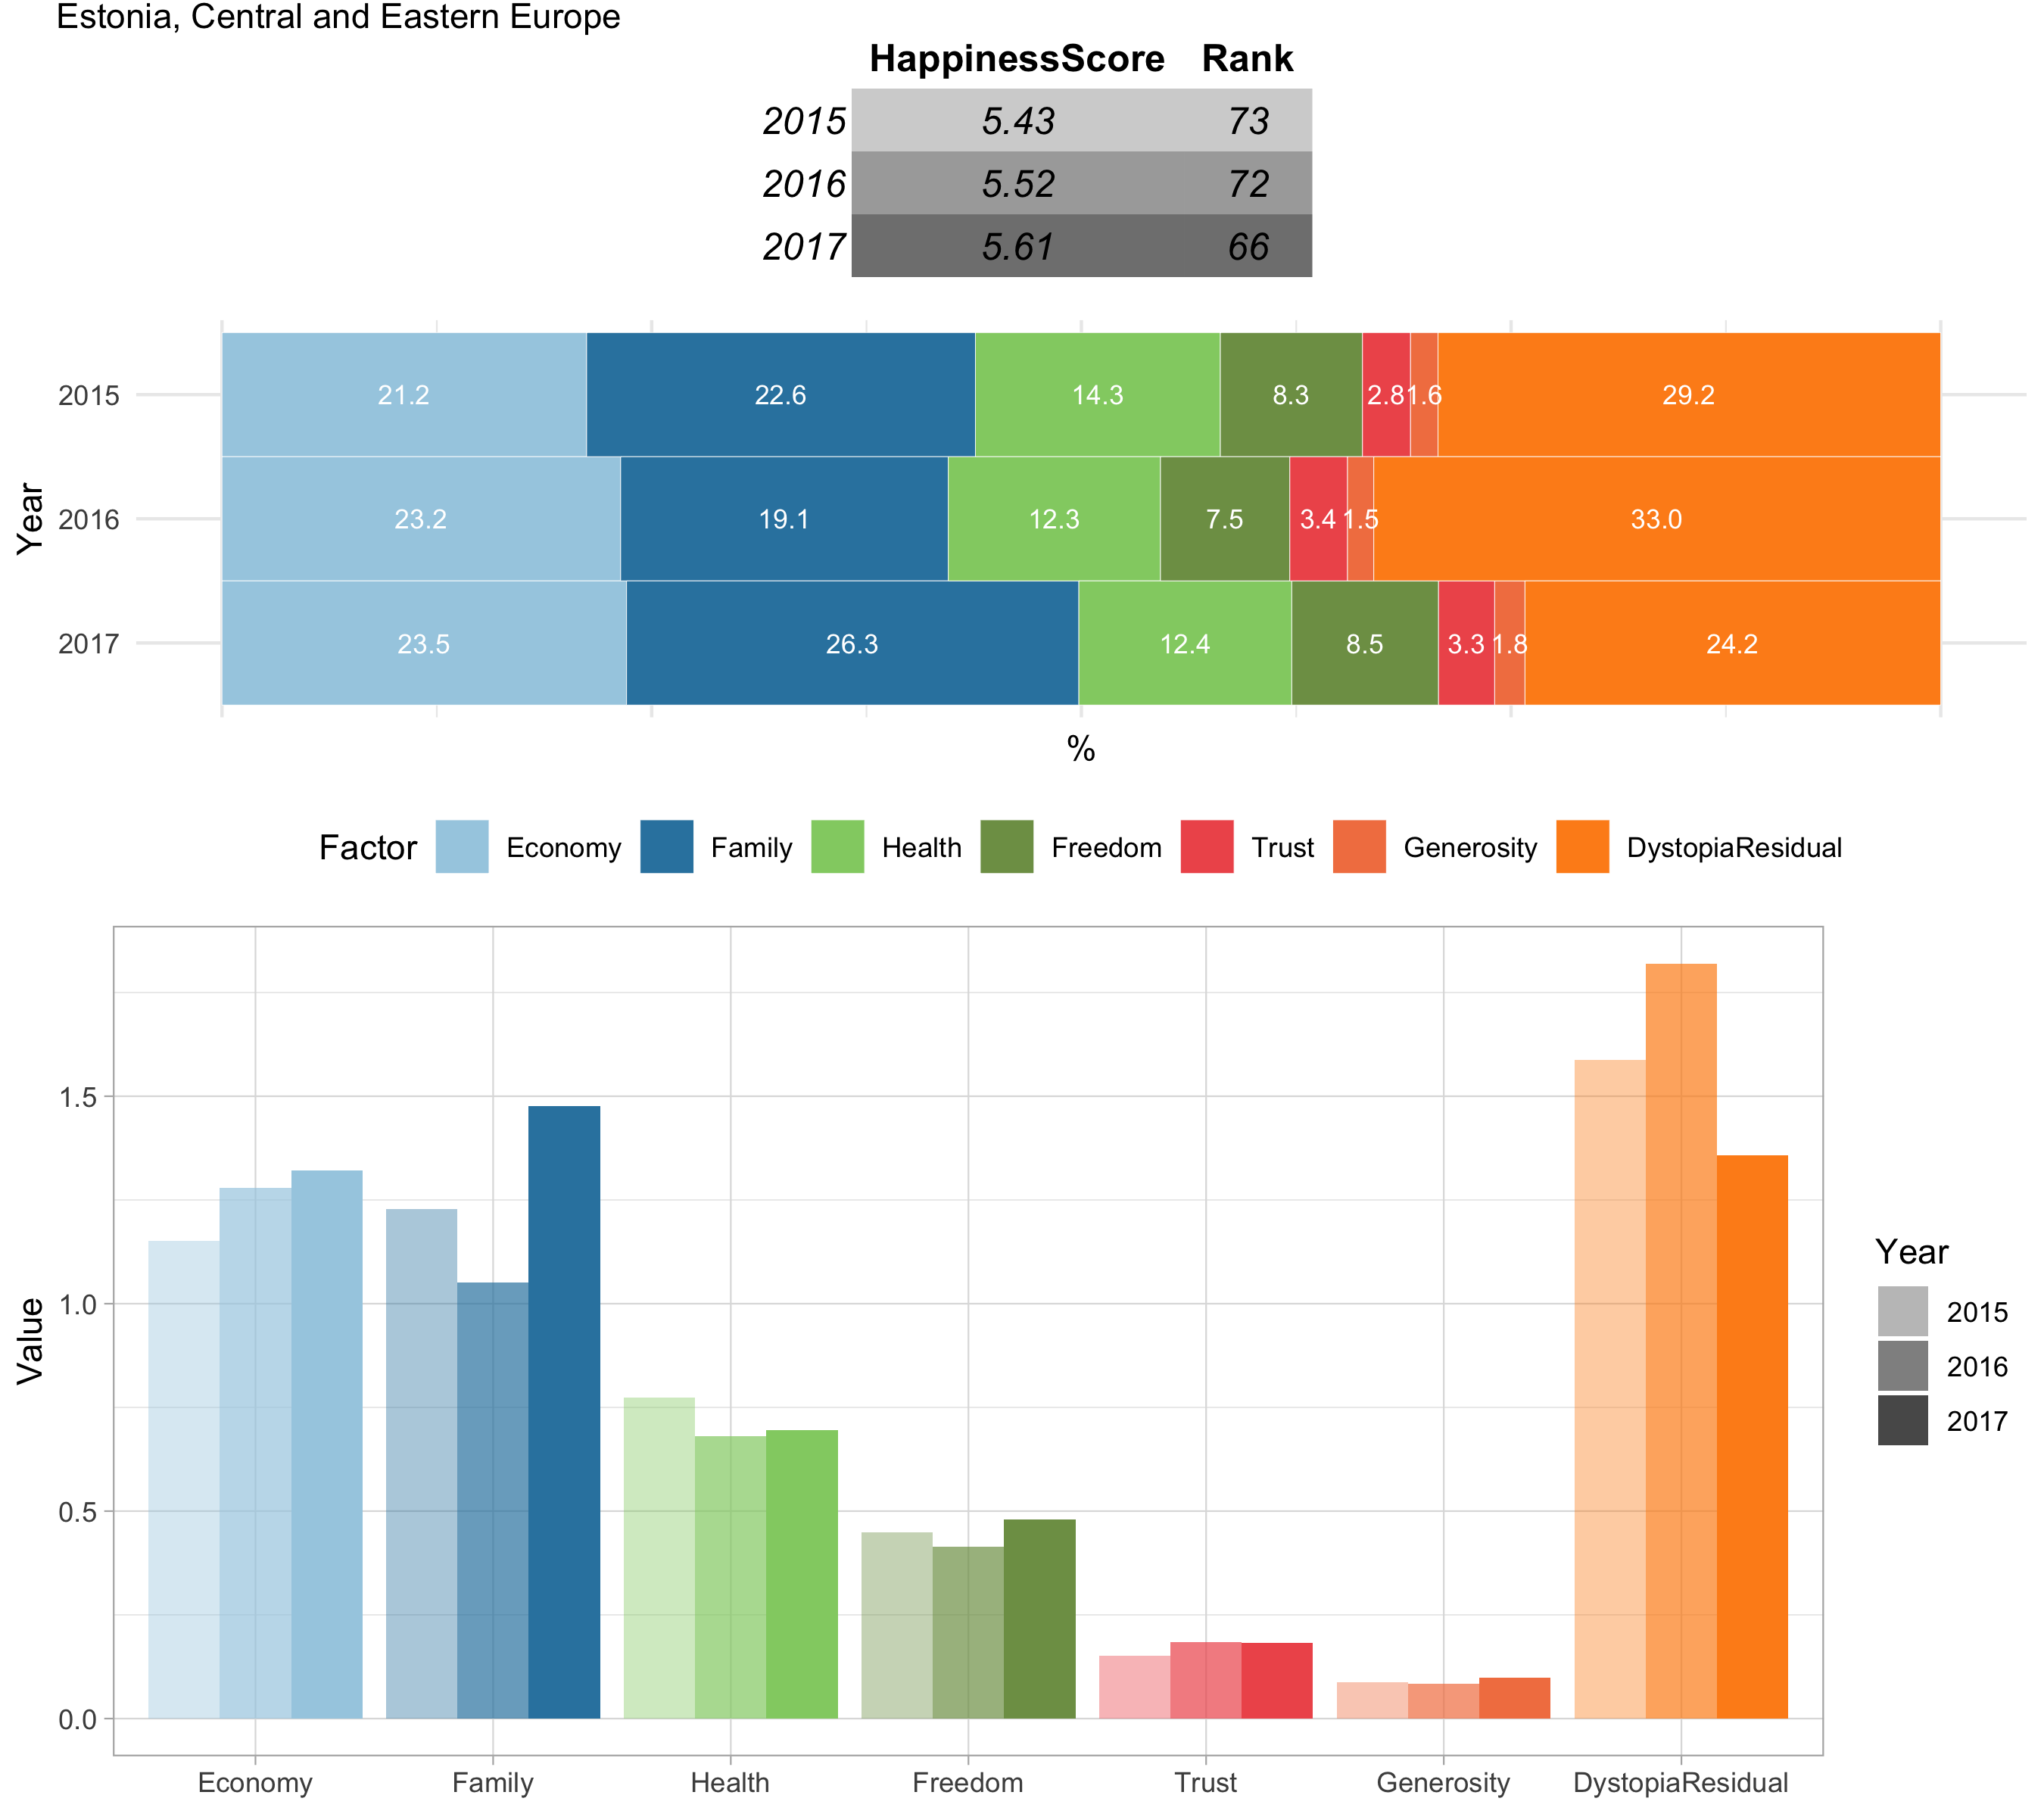 Estonia, Central and Eastern Europe
HappinessScore Rank
2015 5.43 73
2016 5.52 72
2017 5.61 66
2015 21.2 22.6 14.3 8.3 2.8 1.6 29.2
2016 23.2 19.1 12.3 7.5 3.4 1.5 33.0
2017 23.5 26.3 12.4 8.5 3.3 1.8 24.2
Year
%
Factor Economy Family Health Freedom Trust Generosity DystopiaResidual
1.5
1.0
0.5
0.0
Value
Economy Family Health Freedom Trust Generosity DystopiaResidual
Year
2015
2016
2017